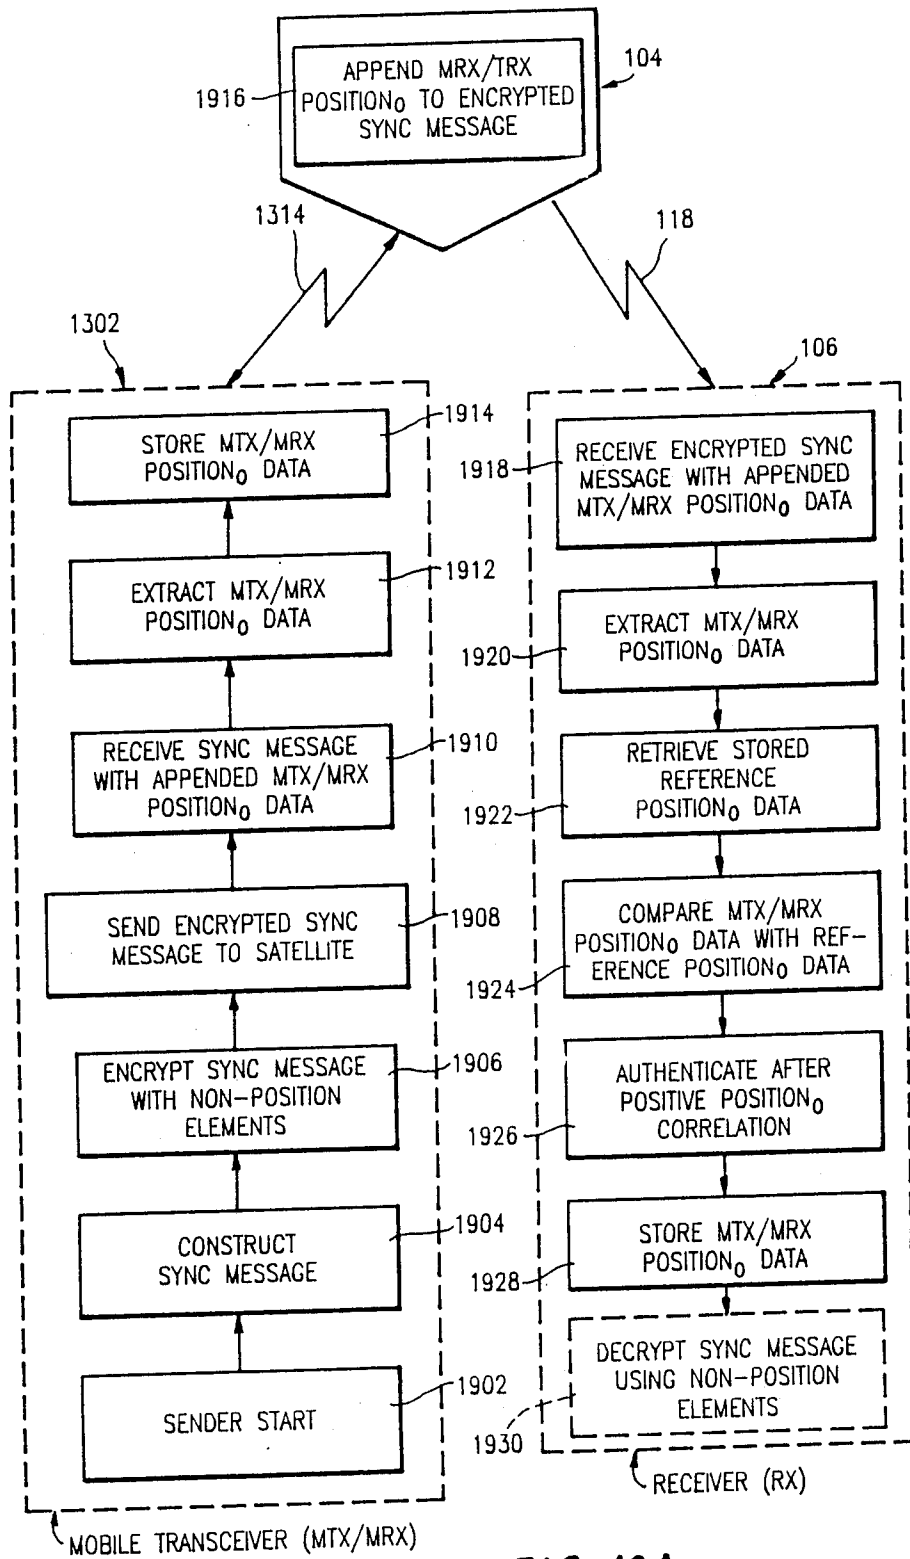 APPEND MRX/TRX
POSITION₀ TO ENCRYPTED
SYNC MESSAGE
1916
104
1314
118
1302
106
STORE MTX/MRX
POSITION₀ DATA
1914
EXTRACT MTX/MRX
POSITION₀ DATA
1912
RECEIVE SYNC MESSAGE
WITH APPENDED MTX/MRX
POSITION₀ DATA
1910
SEND ENCRYPTED SYNC
MESSAGE TO SATELLITE
1908
ENCRYPT SYNC MESSAGE
WITH NON-POSITION
ELEMENTS
1906
CONSTRUCT
SYNC MESSAGE
1904
SENDER START
1902
MOBILE TRANSCEIVER (MTX/MRX)
RECEIVE ENCRYPTED SYNC
MESSAGE WITH APPENDED
MTX/MRX POSITION₀ DATA
1918
EXTRACT MTX/MRX
POSITION₀ DATA
1920
RETRIEVE STORED
REFERENCE
POSITION₀ DATA
1922
COMPARE MTX/MRX
POSITION₀ DATA WITH REF-
ERENCE POSITION₀ DATA
1924
AUTHENTICATE AFTER
POSITIVE POSITION₀
CORRELATION
1926
STORE MTX/MRX
POSITION₀ DATA
1928
DECRYPT SYNC MESSAGE
USING NON-POSITION
ELEMENTS
1930
RECEIVER (RX)